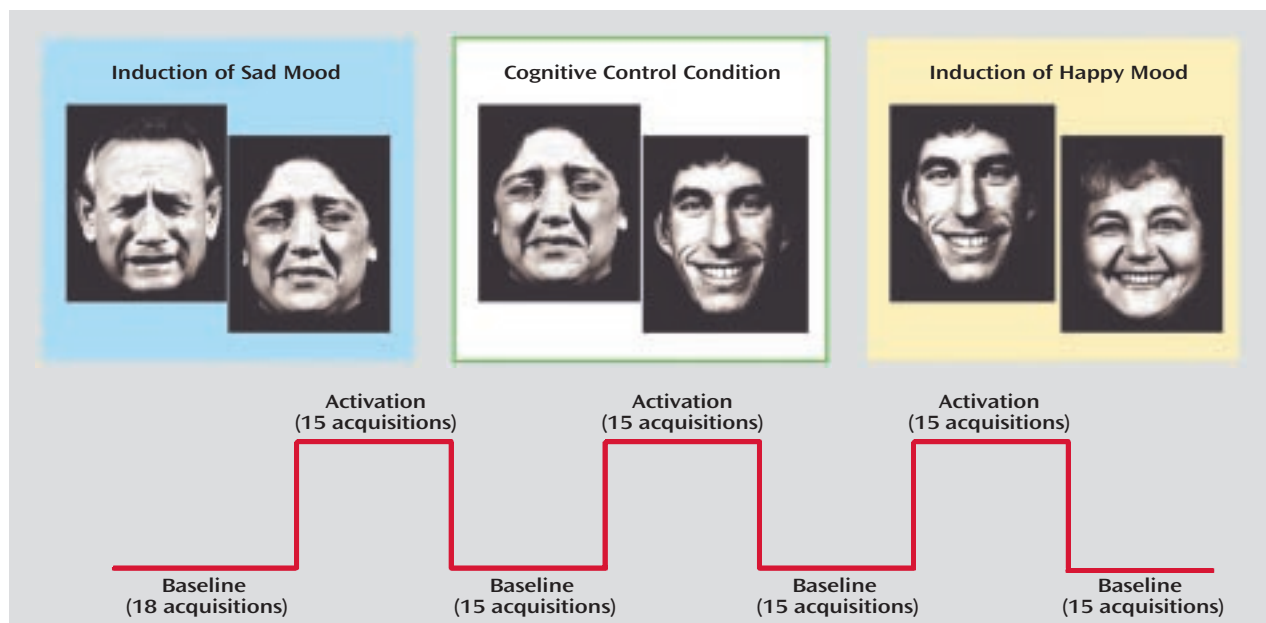 Induction of Sad Mood
Cognitive Control Condition
Induction of Happy Mood
Activation
(15 acquisitions)
Activation
(15 acquisitions)
Activation
(15 acquisitions)
Baseline
(18 acquisitions)
Baseline
(15 acquisitions)
Baseline
(15 acquisitions)
Baseline
(15 acquisitions)